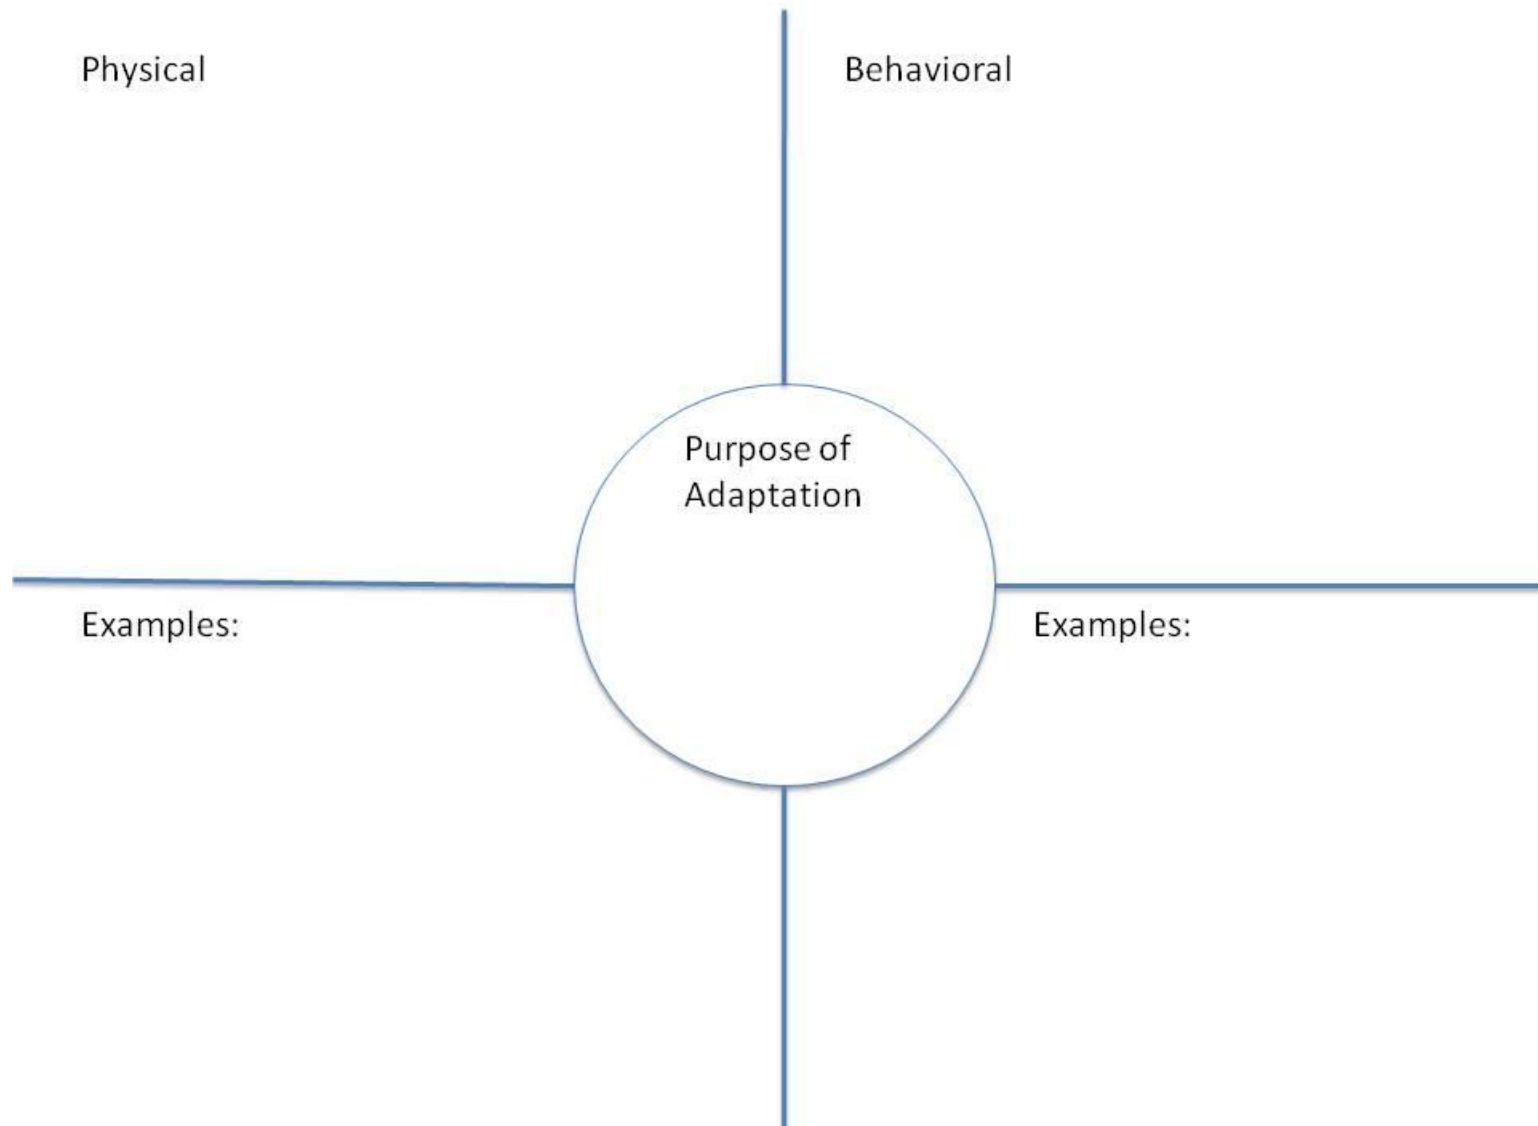 Physical
Behavioral
Purpose of
Adaptation
Examples:
Examples: